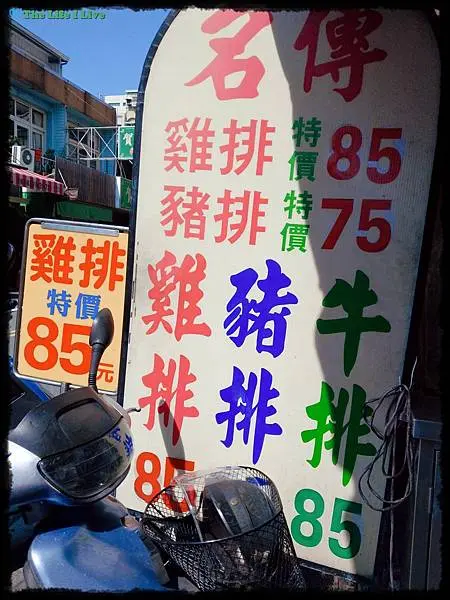 The Life I Live
名傳
雞排 特價 85
豬排 特價 75
雞排 85
豬排
牛排 85
雞排
特價
85元